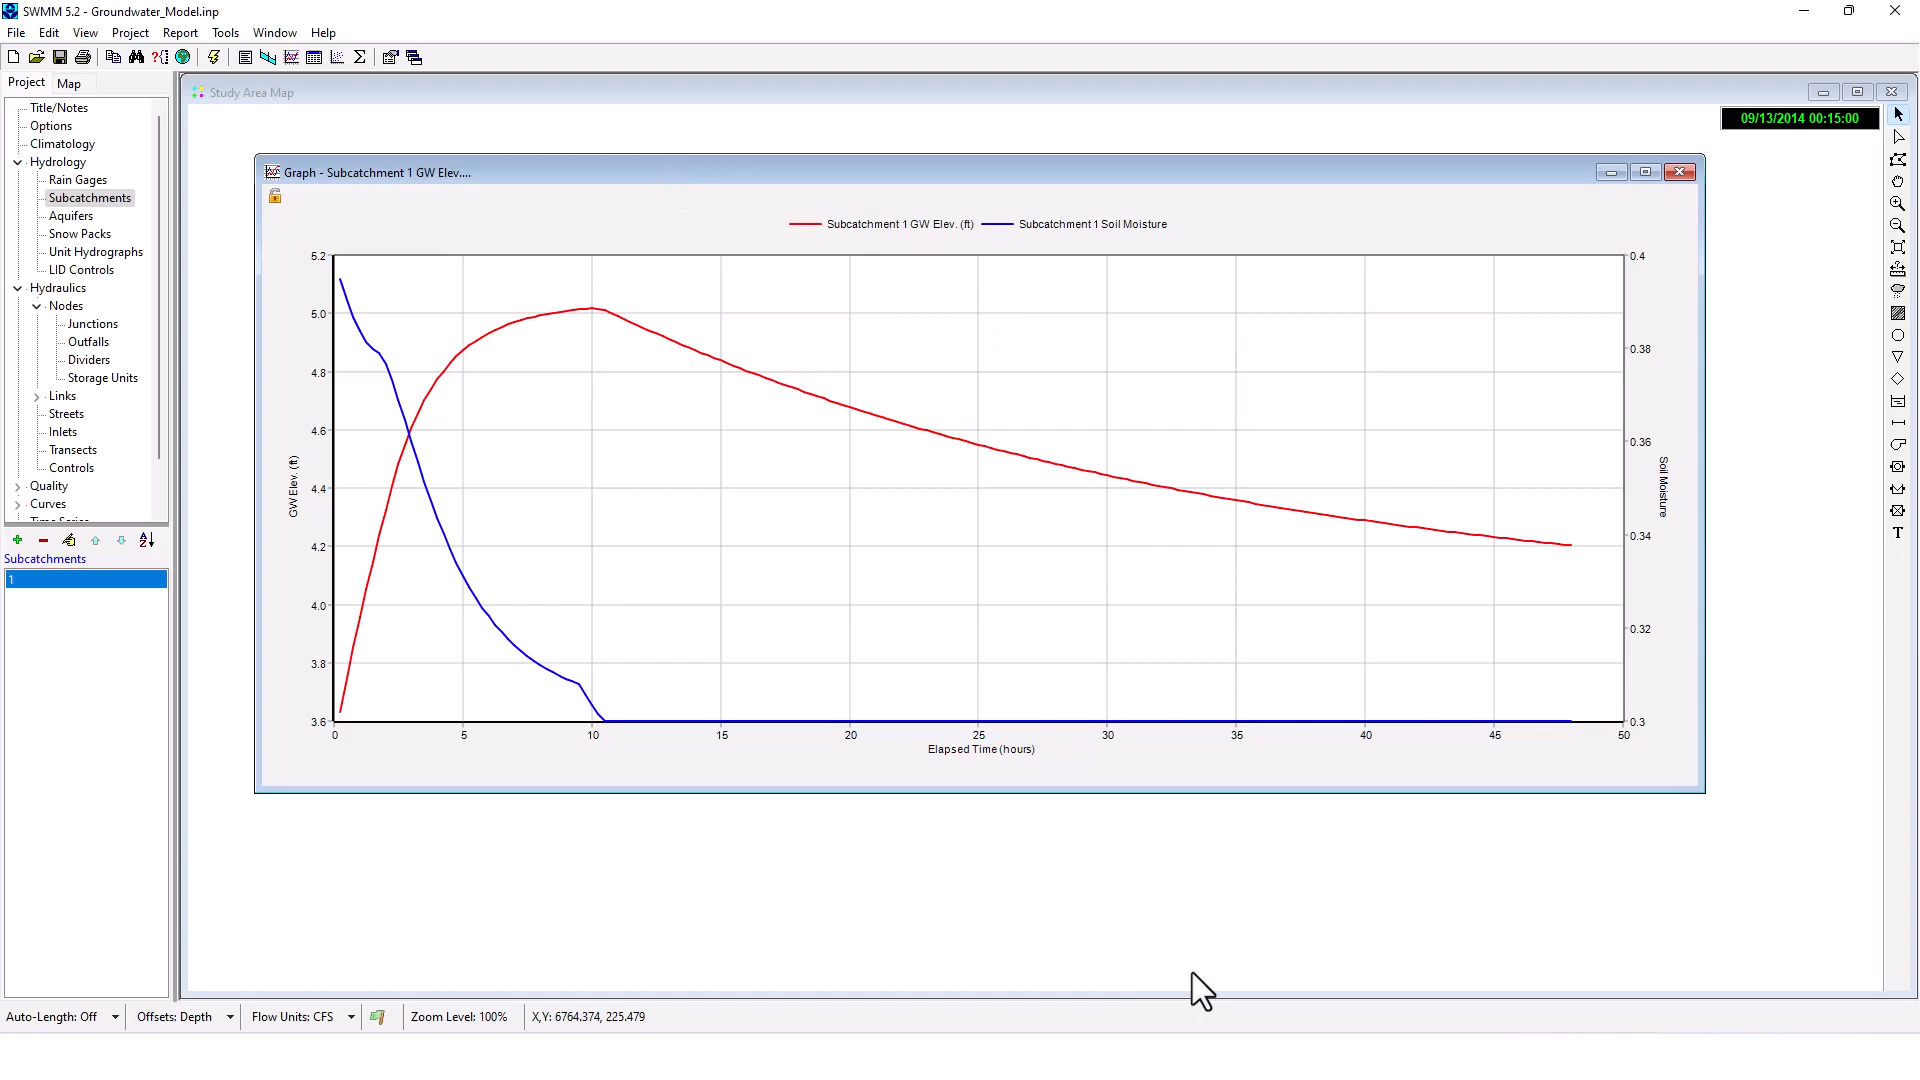 SWMM 5.2 - Groundwater_Model.inp
File Edit View Project Report Tools Window Help
Project Map
Title/Notes
Options
Climatology
Hydrology
Rain Gages
Subcatchments
Aquifers
Snow Packs
Unit Hydrographs
LID Controls
Hydraulics
Nodes
Junctions
Outfalls
Dividers
Storage Units
Links
Streets
Inlets
Transects
Controls
Quality
Curves
Time Series
Subcatchments
1
Study Area Map
09/13/2014 00:15:00
Graph - Subcatchment 1 GW Elev....
Subcatchment 1 GW Elev. (ft) Subcatchment 1 Soil Moisture
5.2
5.0
4.8
4.6
4.4
4.2
4.0
3.8
3.6
GW Elev. (ft)
0.4
0.38
0.36
0.34
0.32
0.3
Soil Moisture
0 5 10 15 20 25 30 35 40 45 50
Elapsed Time (hours)
T
Auto-Length: Off Offsets: Depth Flow Units: CFS Zoom Level: 100% X,Y: 6764.374, 225.479